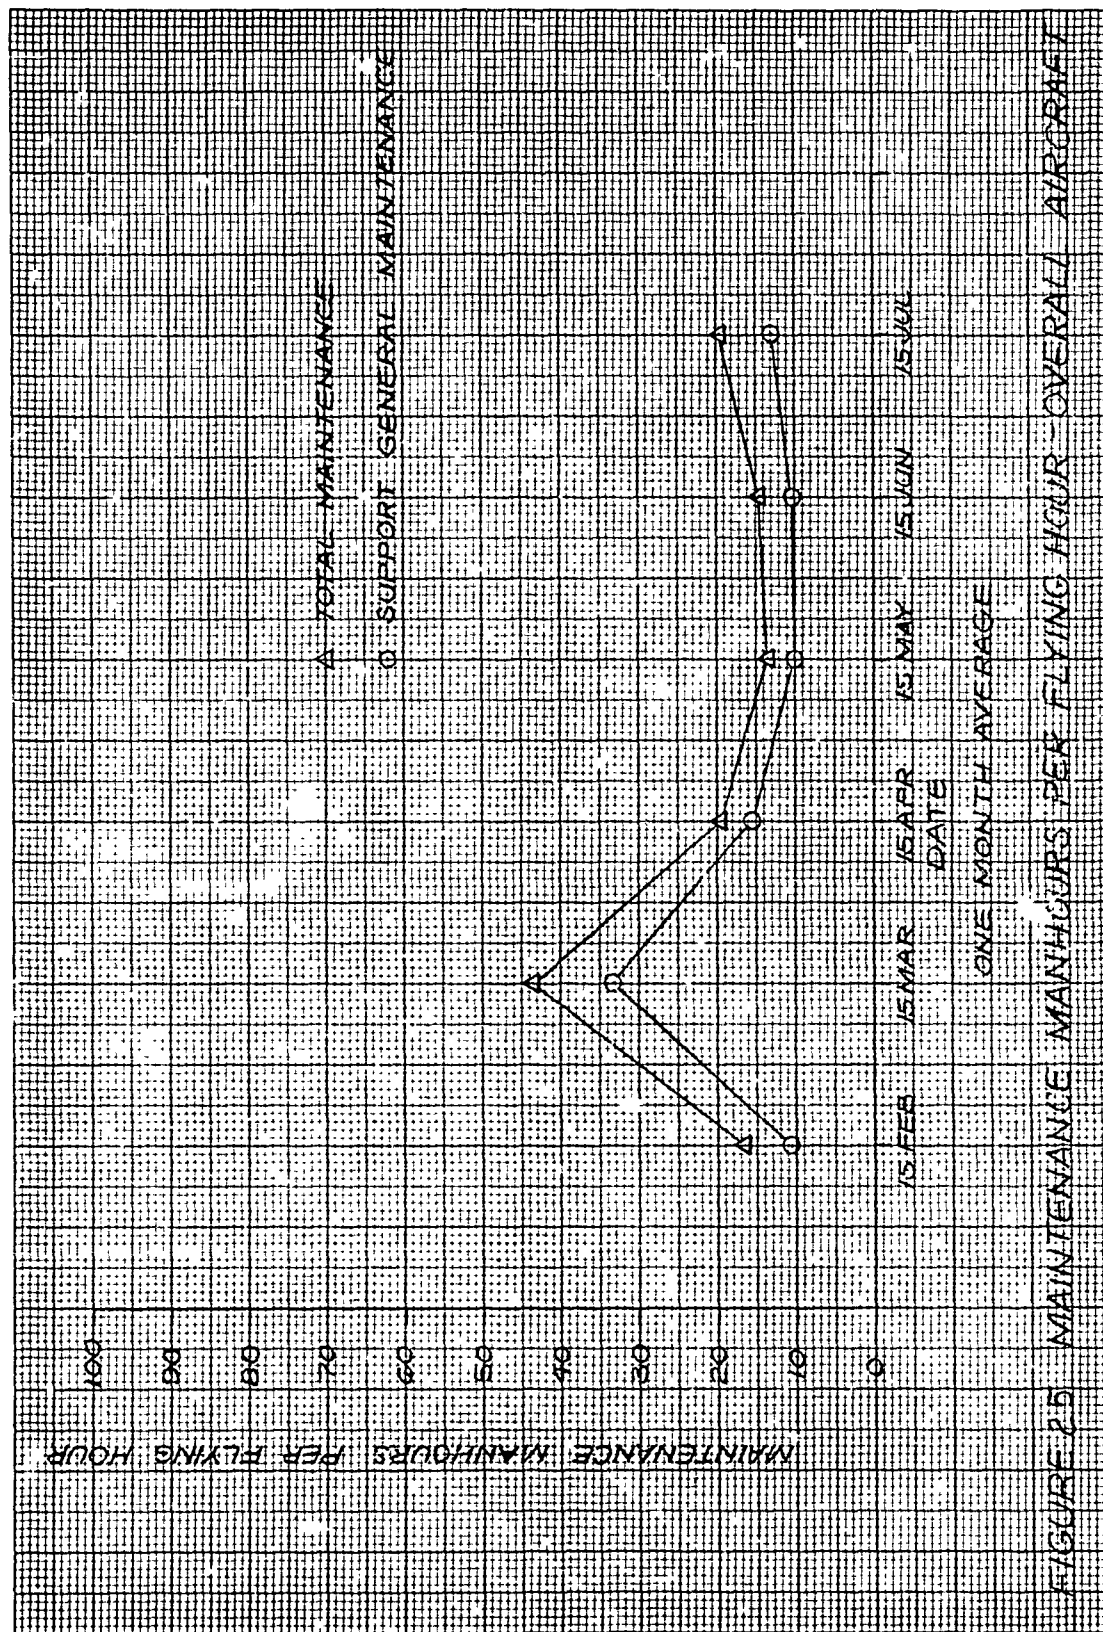 MAINTENANCE MANHOURS PER FLYING HOUR
100
90
80
70
60
50
40
30
20
10
0
△ TOTAL MAINTENANCE
○ SUPPORT GENERAL MAINTENANCE
15 FEB 15 MAR 15 APR 15 MAY 15 JUN 15 JUL
DATE
ONE MONTH AVERAGE
FIGURE 25 MAINTENANCE MANHOURS PER FLYING HOUR-OVERALL AIRCRAFT